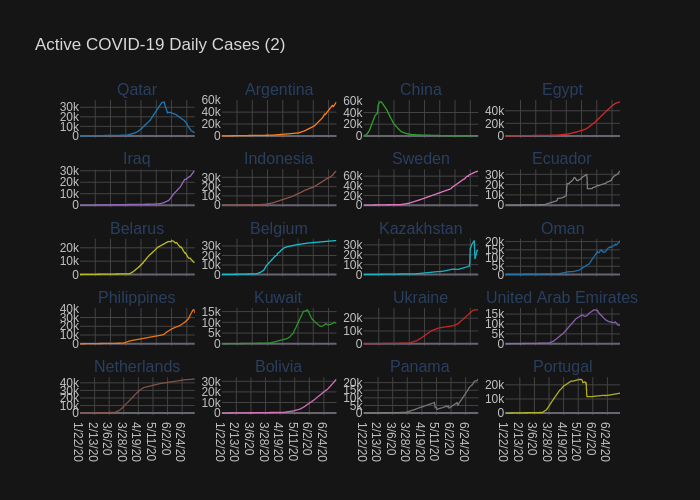 Active COVID-19 Daily Cases (2)
Qatar Argentina China Egypt
30k 20k 10k 0 60k 40k 20k 0 60k 40k 20k 0 40k 20k 0
Iraq Indonesia Sweden Ecuador
30k 20k 10k 0 30k 20k 10k 0 60k 40k 20k 0 30k 20k 10k 0
Belarus Belgium Kazakhstan Oman
20k 10k 0 30k 20k 10k 0 30k 20k 10k 0 20k 15k 10k 5k 0
Philippines Kuwait Ukraine United Arab Emirates
40k 30k 20k 10k 0 15k 10k 5k 0 20k 10k 0 15k 10k 5k 0
Netherlands Bolivia Panama Portugal
40k 30k 20k 10k 0 30k 20k 10k 0 20k 15k 10k 5k 0 20k 10k 0
1/22/20 2/13/20 3/6/20 3/28/20 4/19/20 5/11/20 6/2/20 6/24/20 1/22/20 2/13/20 3/6/20 3/28/20 4/19/20 5/11/20 6/2/20 6/24/20 1/22/20 2/13/20 3/6/20 3/28/20 4/19/20 5/11/20 6/2/20 6/24/20 1/22/20 2/13/20 3/6/20 3/28/20 4/19/20 5/11/20 6/2/20 6/24/20